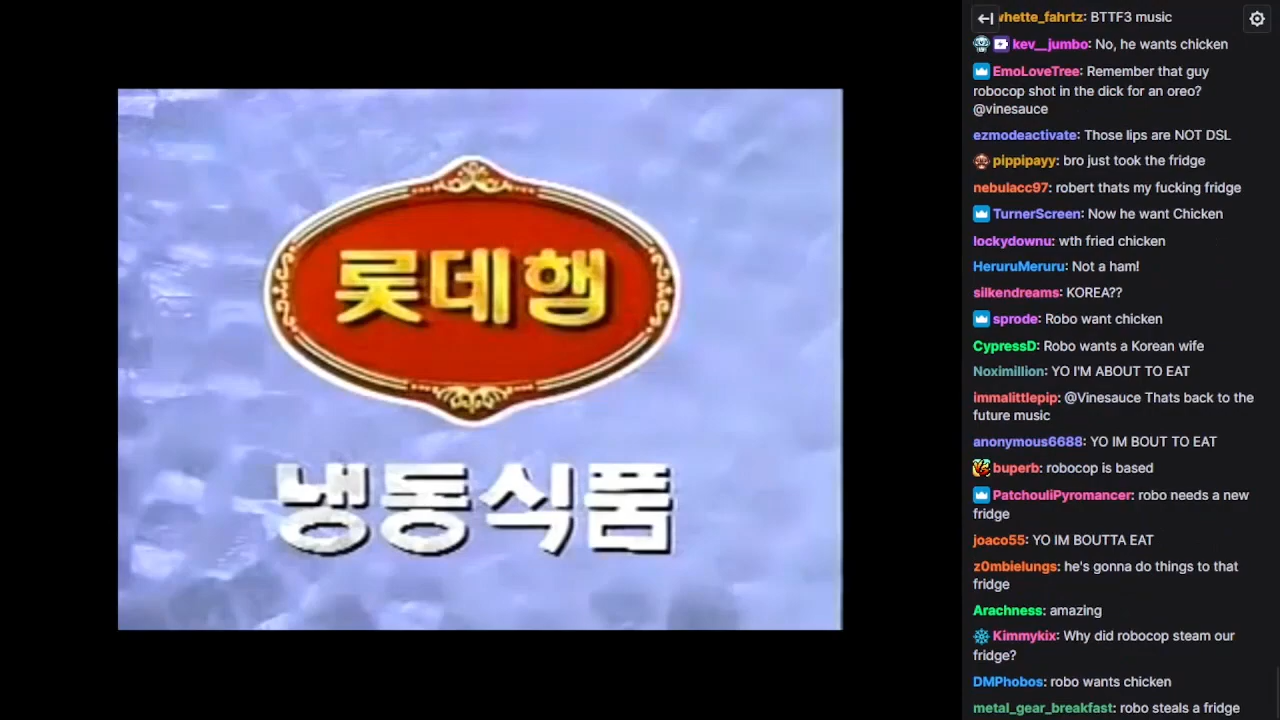 롯데햄
냉동식품
whette_fahrtz: BTTF3 music
kev__jumbo: No, he wants chicken
EmoLoveTree: Remember that guy
robocop shot in the dick for an oreo?
@vinesauce
ezmodeactivate: Those lips are NOT DSL
pippipayy: bro just took the fridge
nebulacc97: robert thats my fucking fridge
TurnerScreen: Now he want Chicken
lockydownu: wth fried chicken
HeruruMeruru: Not a ham!
silkendreams: KOREA??
sprode: Robo want chicken
CypressD: Robo wants a Korean wife
Noximillion: YO I'M ABOUT TO EAT
immalittlepip: @Vinesauce Thats back to the
future music
anonymous6688: YO IM BOUT TO EAT
buperb: robocop is based
PatchouliPyromancer: robo needs a new
fridge
joaco55: YO IM BOUTTA EAT
z0mbielungs: he's gonna do things to that
fridge
Arachness: amazing
Kimmykix: Why did robocop steam our
fridge?
DMPhobos: robo wants chicken
metal_gear_breakfast: robo steals a fridge